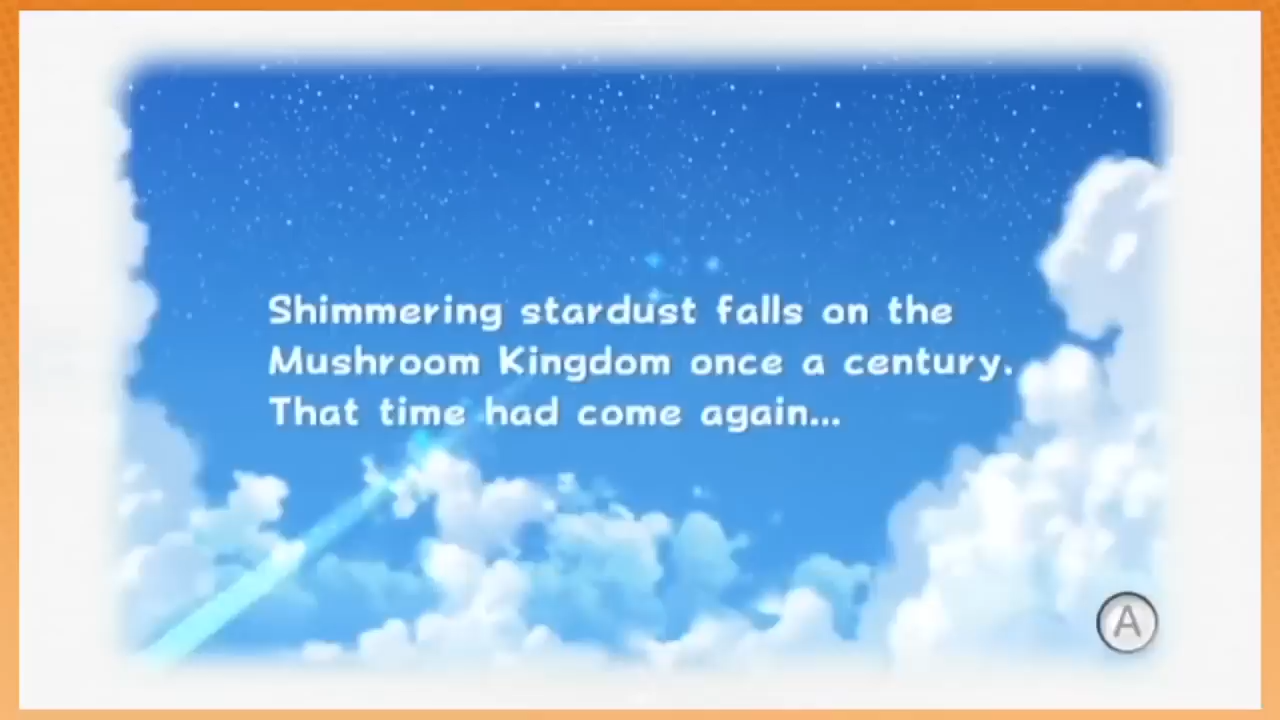 Shimmering stardust falls on the
Mushroom Kingdom once a century.
That time had come again...
A